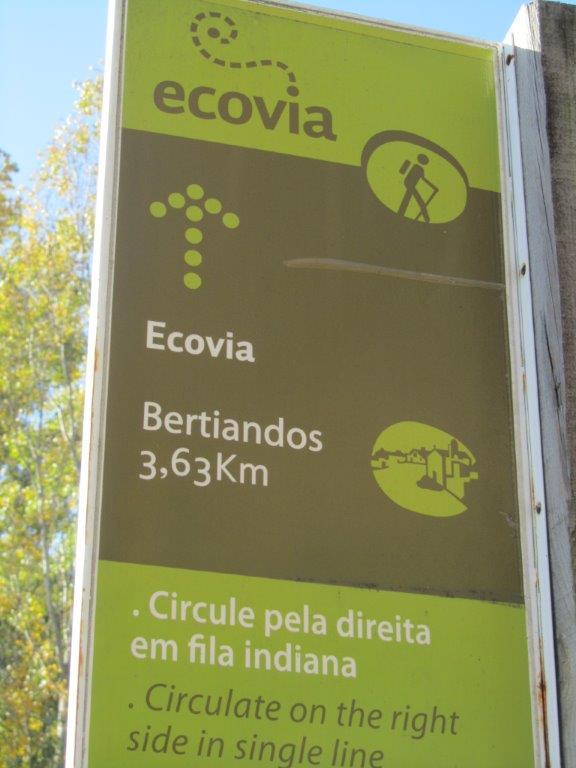 ecovia
Ecovia
Bertiandos
3,63Km
. Circule pela direita
em fila indiana
. Circulate on the right
side in single line